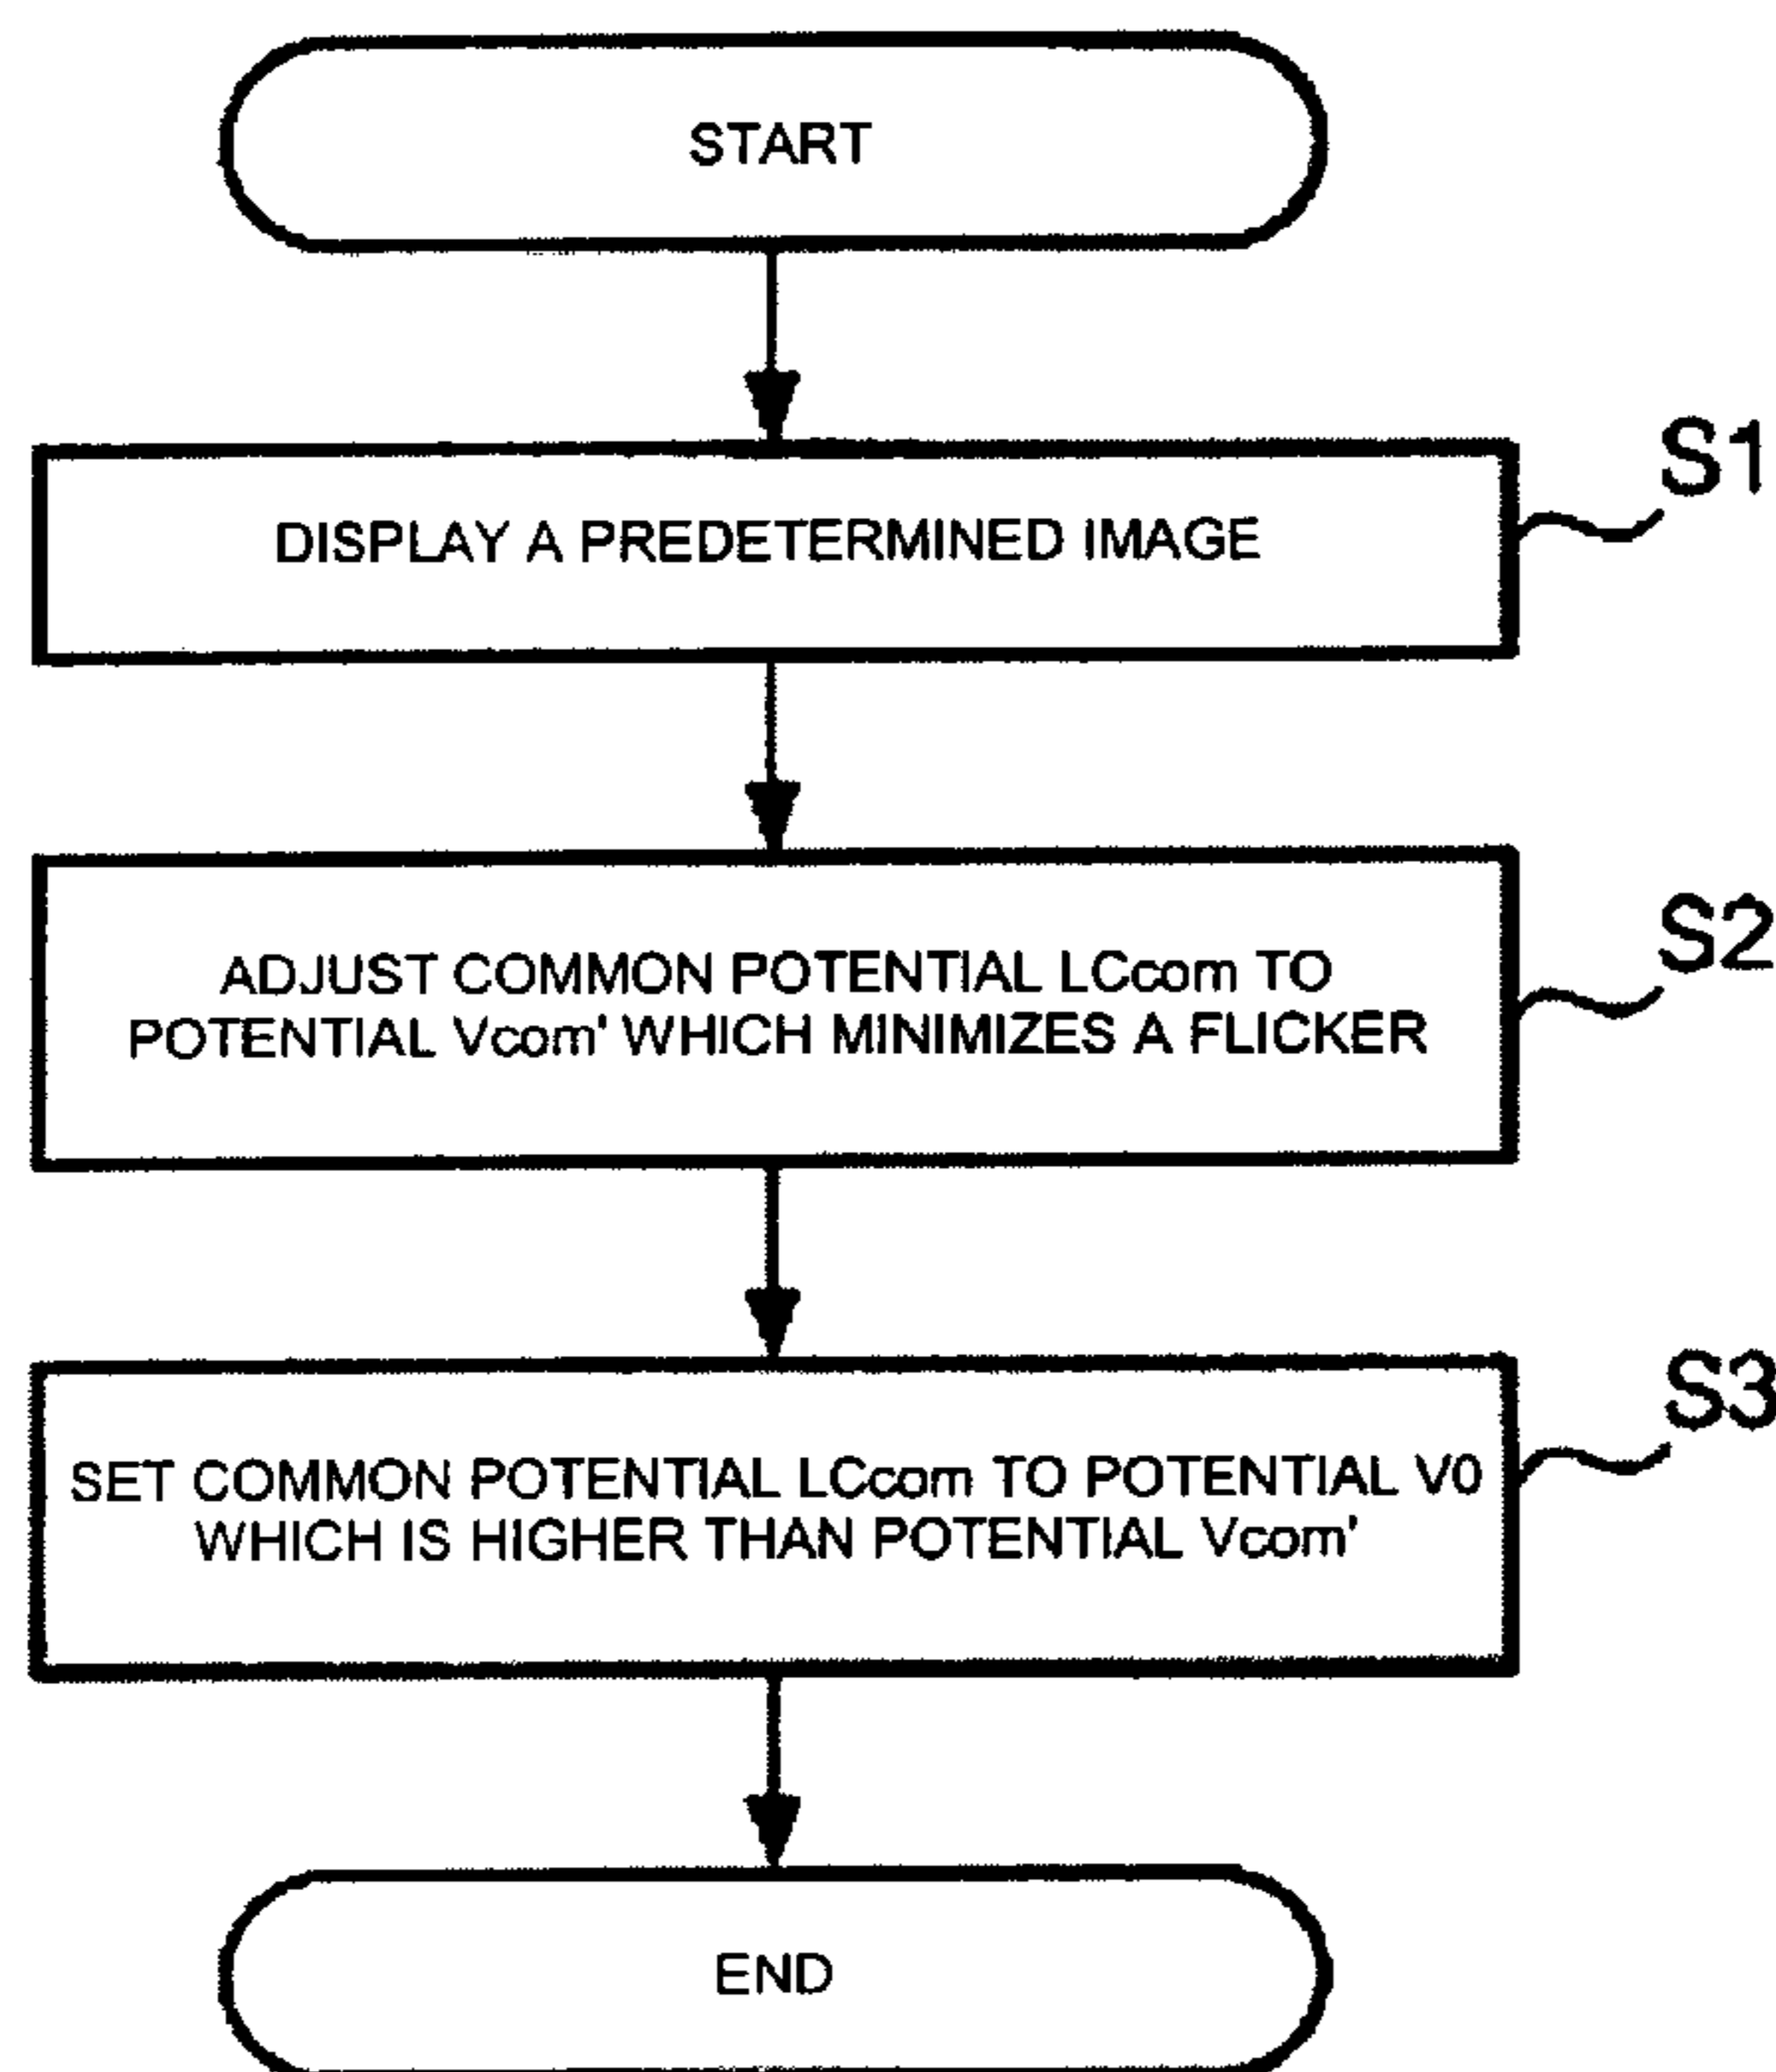 START
S1
DISPLAY A PREDETERMINED IMAGE
S2
ADJUST COMMON POTENTIAL LCcom TO
POTENTIAL Vcom' WHICH MINIMIZES A FLICKER
S3
SET COMMON POTENTIAL LCcom TO POTENTIAL V0
WHICH IS HIGHER THAN POTENTIAL Vcom'
END